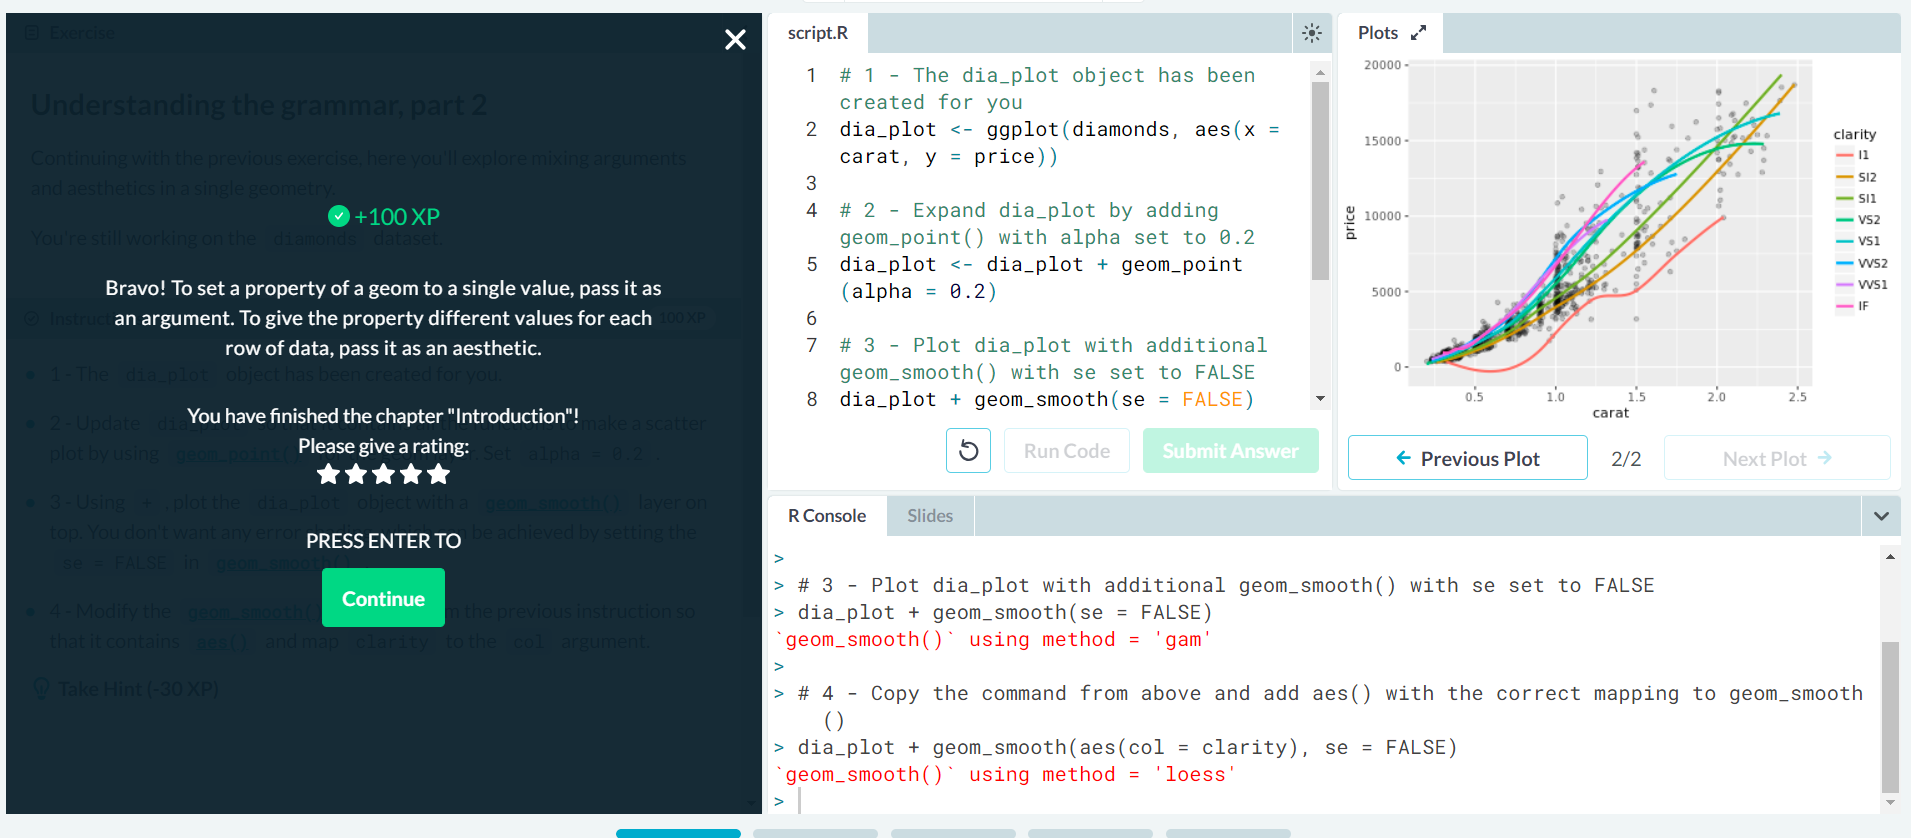 Exercise
Understanding the grammar, part 2
Continuing with the previous exercise, here you'll explore mixing arguments
and aesthetics in a single geometry.
+100 XP
You're still working on the diamonds dataset.
Bravo! To set a property of a geom to a single value, pass it as
an argument. To give the property different values for each
row of data, pass it as an aesthetic.
100 XP
1 - The dia_plot object has been created for you.
You have finished the chapter "Introduction"!
2 - Update
make a scatter
Please give a rating:
plot by using geom_point()
. Set alpha = 0.2 .
3 - Using + , plot the dia_plot object with a geom_smooth() layer on
top. You don't want any error shading, which can be achieved by setting the
PRESS ENTER TO
se = FALSE in geom_smooth()
Continue
4 - Modify the geom_smooth()
m the previous instruction so
that it contains aes() and map clarity to the col argument.
Take Hint (-30 XP)
script.R
1 # 1 - The dia_plot object has been
created for you
2 dia_plot <- ggplot(diamonds, aes(x =
carat, y = price))
3
4 # 2 - Expand dia_plot by adding
geom_point() with alpha set to 0.2
5 dia_plot <- dia_plot + geom_point
(alpha = 0.2)
6
7 # 3 - Plot dia_plot with additional
geom_smooth() with se set to FALSE
8 dia_plot + geom_smooth(se = FALSE)
Run Code
Submit Answer
Plots
20000
15000
10000
5000
0
price
0.5 1.0 1.5 2.0 2.5
carat
clarity
I1
SI2
SI1
VS2
VS1
VVS2
VVS1
IF
Previous Plot
2/2
Next Plot
R Console
Slides
>
> # 3 - Plot dia_plot with additional geom_smooth() with se set to FALSE
> dia_plot + geom_smooth(se = FALSE)
`geom_smooth()` using method = 'gam'
>
> # 4 - Copy the command from above and add aes() with the correct mapping to geom_smooth
()
> dia_plot + geom_smooth(aes(col = clarity), se = FALSE)
`geom_smooth()` using method = 'loess'
>